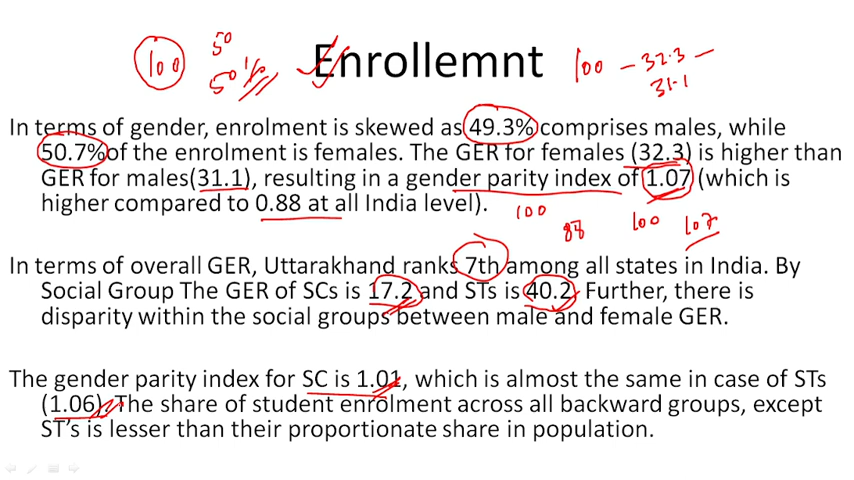 100 50 Enrollemnt 100 - 32.3 -
50% 31.1
In terms of gender, enrolment is skewed as 49.3% comprises males, while
50.7% of the enrolment is females. The GER for females (32.3) is higher than
GER for males(31.1), resulting in a gender parity index of 1.07 (which is
higher compared to 0.88 at all India level).
100 88 100 107
In terms of overall GER, Uttarakhand ranks 7th among all states in India. By
Social Group The GER of SCs is 17.2 and STs is 40.2. Further, there is
disparity within the social groups between male and female GER.
The gender parity index for SC is 1.01, which is almost the same in case of STs
(1.06). The share of student enrolment across all backward groups, except
ST's is lesser than their proportionate share in population.